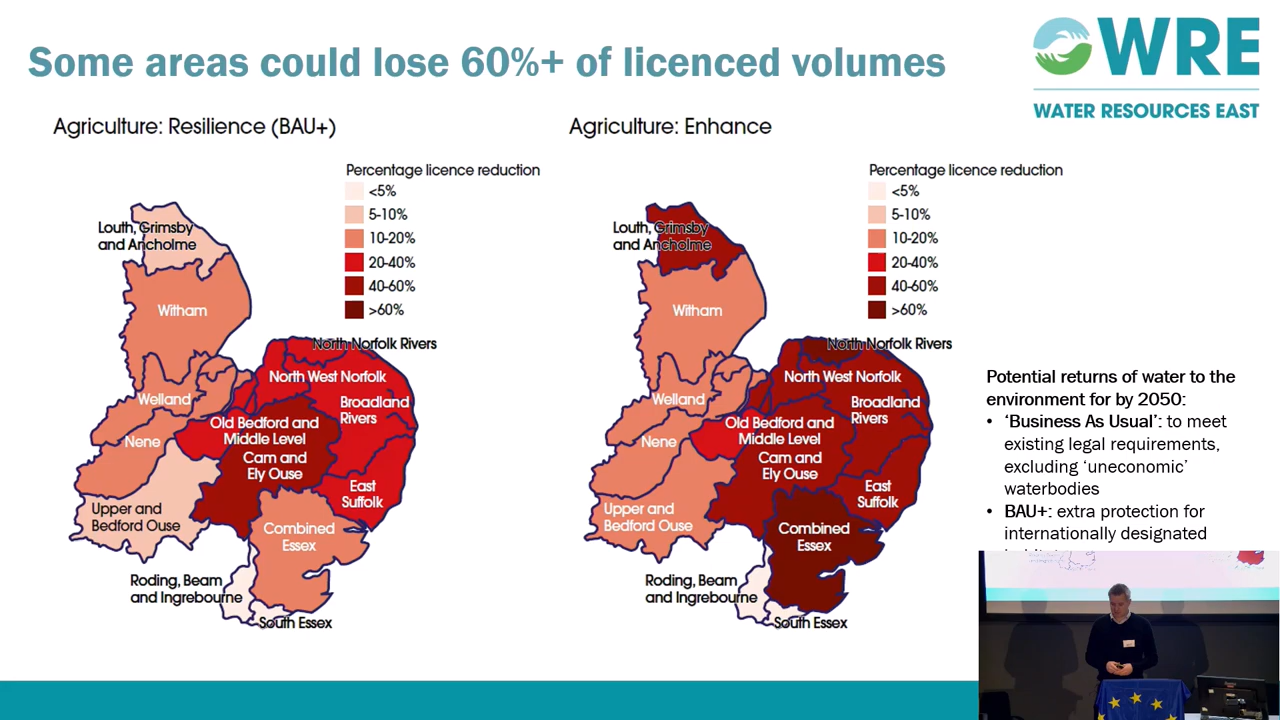 Some areas could lose 60%+ of licenced volumes
WRE
WATER RESOURCES EAST
Agriculture: Resilience (BAU+)
Percentage licence reduction
<5%
5-10%
10-20%
20-40%
40-60%
>60%
Louth, Grimsby
and Ancholme
Witham
North Norfolk Rivers
North West Norfolk
Welland
Broadland
Rivers
Old Bedford and
Middle Level
Nene
Cam and
Ely Ouse
East
Suffolk
Upper and
Bedford Ouse
Combined
Essex
Roding, Beam
and Ingrebourne
South Essex
Agriculture: Enhance
Percentage licence reduction
<5%
5-10%
10-20%
20-40%
40-60%
>60%
Louth, Grimsby
and Ancholme
Witham
North Norfolk Rivers
North West Norfolk
Welland
Broadland
Rivers
Old Bedford and
Middle Level
Nene
Cam and
Ely Ouse
East
Suffolk
Upper and
Bedford Ouse
Combined
Essex
Roding, Beam
and Ingrebourne
South Essex
Potential returns of water to the
environment for by 2050:
• ‘Business As Usual’: to meet
existing legal requirements,
excluding ‘uneconomic’
waterbodies
• BAU+: extra protection for
internationally designated